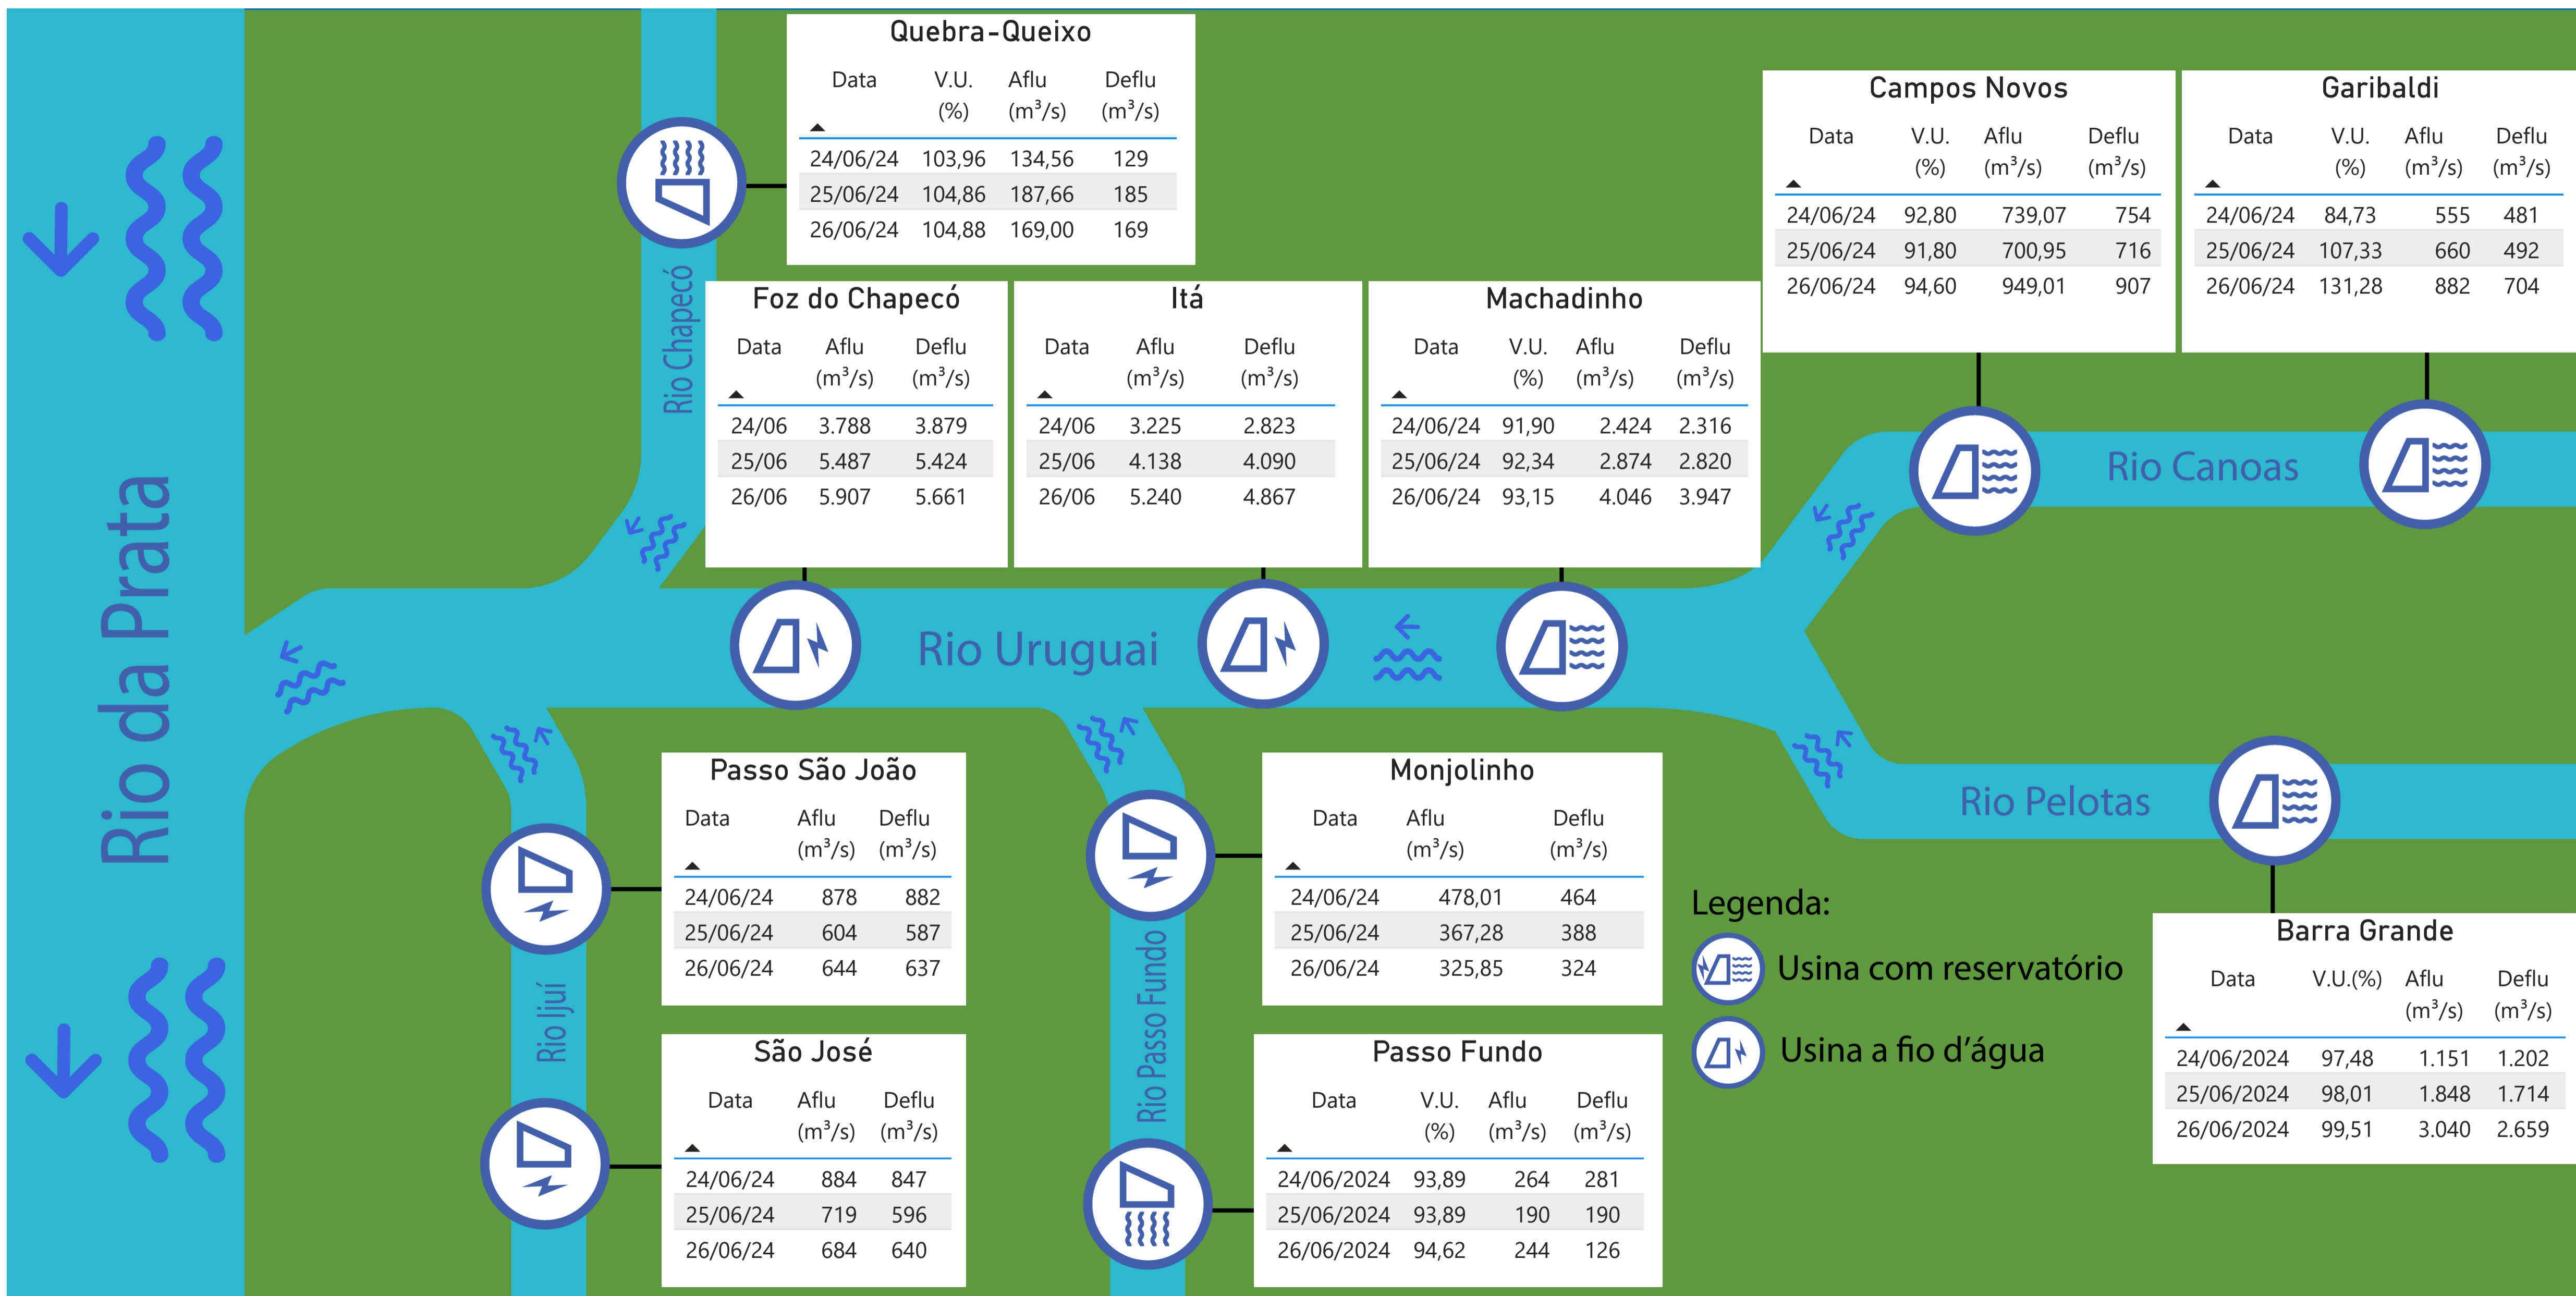 Quebra-Queixo
Data V.U. (%) Aflu (m³/s) Deflu (m³/s)
24/06/24 103,96 134,56 129
25/06/24 104,86 187,66 185
26/06/24 104,88 169,00 169
Campos Novos
Data V.U. (%) Aflu (m³/s) Deflu (m³/s)
24/06/24 92,80 739,07 754
25/06/24 91,80 700,95 716
26/06/24 94,60 949,01 907
Garibaldi
Data V.U. (%) Aflu (m³/s) Deflu (m³/s)
24/06/24 84,73 555 481
25/06/24 107,33 660 492
26/06/24 131,28 882 704
Rio Chapecó
Foz do Chapecó
Data Aflu (m³/s) Deflu (m³/s)
24/06 3.788 3.879
25/06 5.487 5.424
26/06 5.907 5.661
Itá
Data Aflu (m³/s) Deflu (m³/s)
24/06 3.225 2.823
25/06 4.138 4.090
26/06 5.240 4.867
Machadinho
Data V.U. (%) Aflu (m³/s) Deflu (m³/s)
24/06/24 91,90 2.424 2.316
25/06/24 92,34 2.874 2.820
26/06/24 93,15 4.046 3.947
Rio Canoas
Rio da Prata
Rio Uruguai
Rio Pelotas
Passo São João
Data Aflu (m³/s) Deflu (m³/s)
24/06/24 878 882
25/06/24 604 587
26/06/24 644 637
Monjolinho
Data Aflu (m³/s) Deflu (m³/s)
24/06/24 478,01 464
25/06/24 367,28 388
26/06/24 325,85 324
Rio Ijuí
Rio Passo Fundo
São José
Data Aflu (m³/s) Deflu (m³/s)
24/06/24 884 847
25/06/24 719 596
26/06/24 684 640
Passo Fundo
Data V.U. (%) Aflu (m³/s) Deflu (m³/s)
24/06/2024 93,89 264 281
25/06/2024 93,89 190 190
26/06/2024 94,62 244 126
Legenda:
Usina com reservatório
Usina a fio d’água
Barra Grande
Data V.U.(%) Aflu (m³/s) Deflu (m³/s)
24/06/2024 97,48 1.151 1.202
25/06/2024 98,01 1.848 1.714
26/06/2024 99,51 3.040 2.659